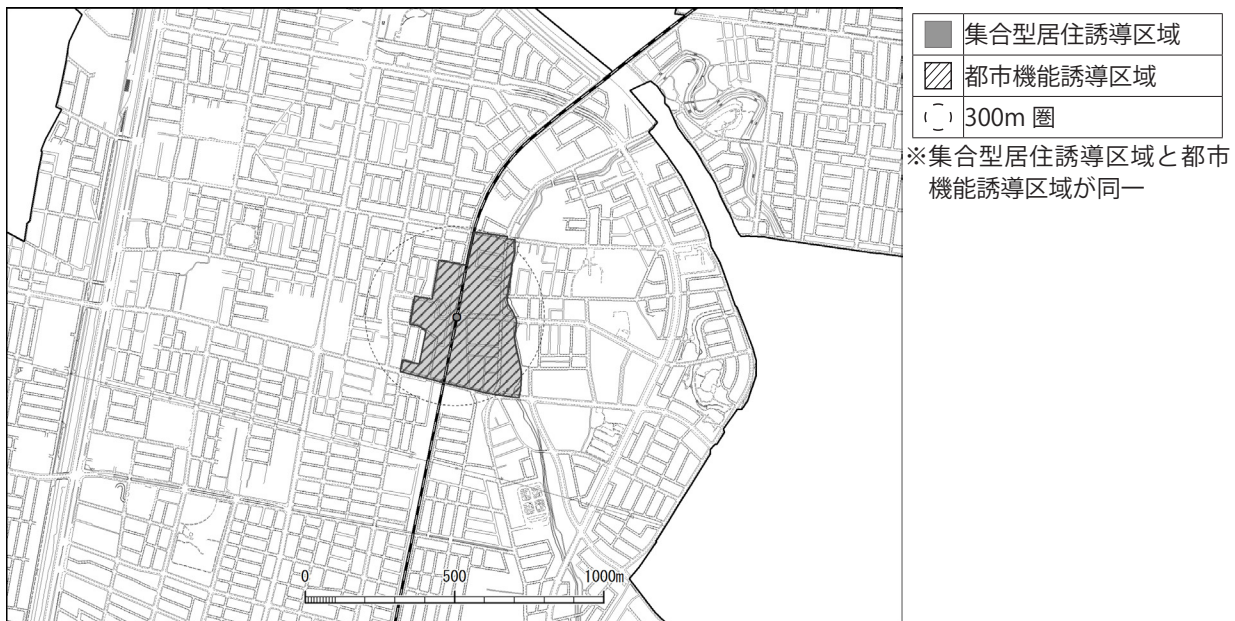 集合型居住誘導区域
都市機能誘導区域
300m 圏
※集合型居住誘導区域と都市
機能誘導区域が同一
0 500 1000m